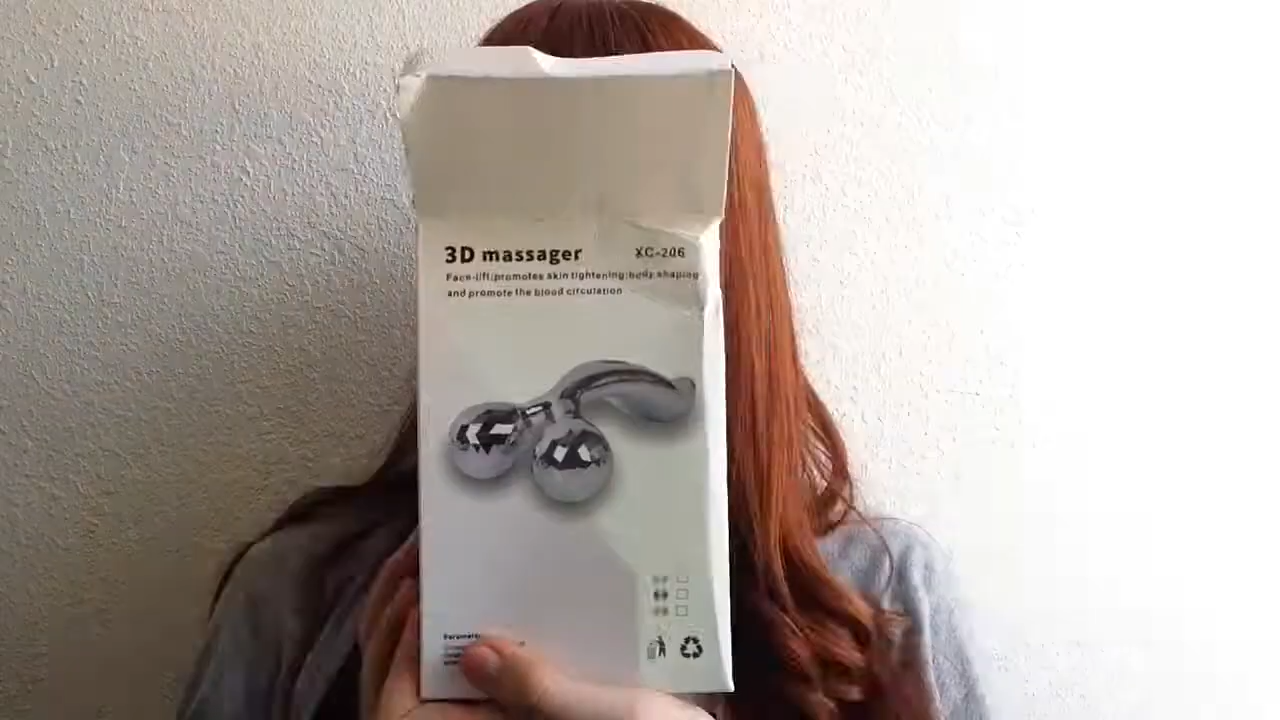 3D massager XC-206
Face-lift;promotes skin tightening;body shaping
and promote the blood circulation